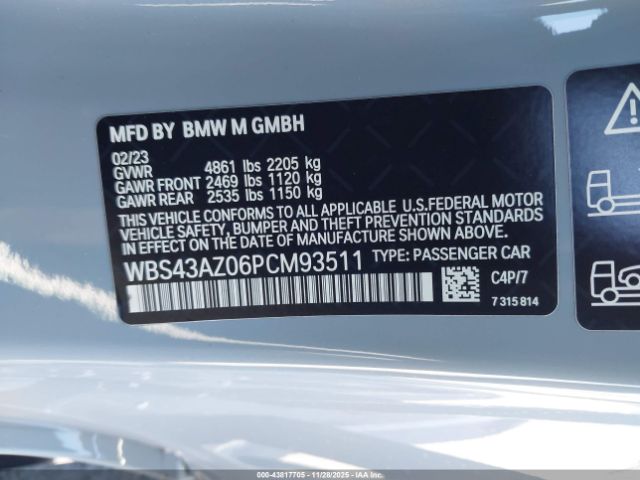 MFD BY BMW M GMBH
02/23
GVWR 4861 lbs 2205 kg
GAWR FRONT 2469 lbs 1120 kg
GAWR REAR 2535 lbs 1150 kg
THIS VEHICLE CONFORMS TO ALL APPLICABLE U.S.FEDERAL MOTOR
VEHICLE SAFETY, BUMPER AND THEFT PREVENTION STANDARDS
IN EFFECT ON THE DATE OF MANUFACTURE SHOWN ABOVE.
WBS43AZ06PCM93511 TYPE: PASSENGER CAR
C4P/7
7 315 814
000-43817705 - 11/28/2025 - WWW.IAAI.COM